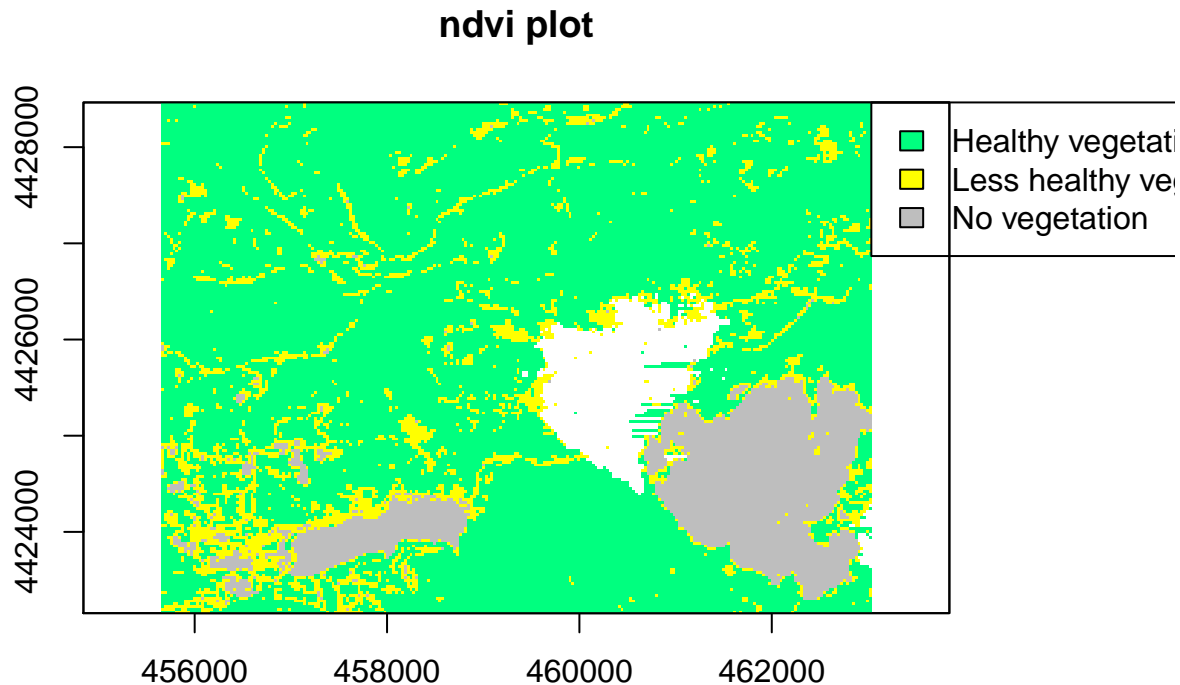 ndvi plot
4428000
4426000
4424000
Healthy vegetati
Less healthy veg
No vegetation
456000 458000 460000 462000